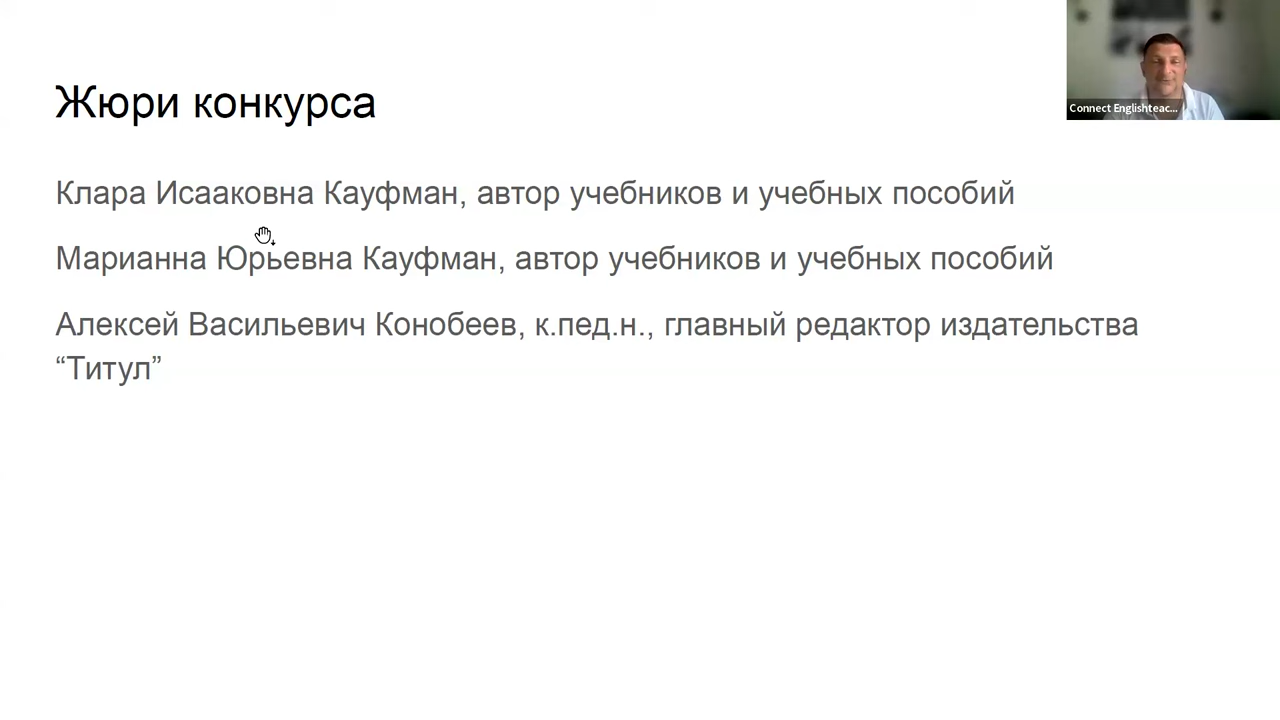 Жюри конкурса
Connect Englishteac...
Клара Исааковна Кауфман, автор учебников и учебных пособий
Марианна Юрьевна Кауфман, автор учебников и учебных пособий
Алексей Васильевич Конобеев, к.пед.н., главный редактор издательства
“Титул”